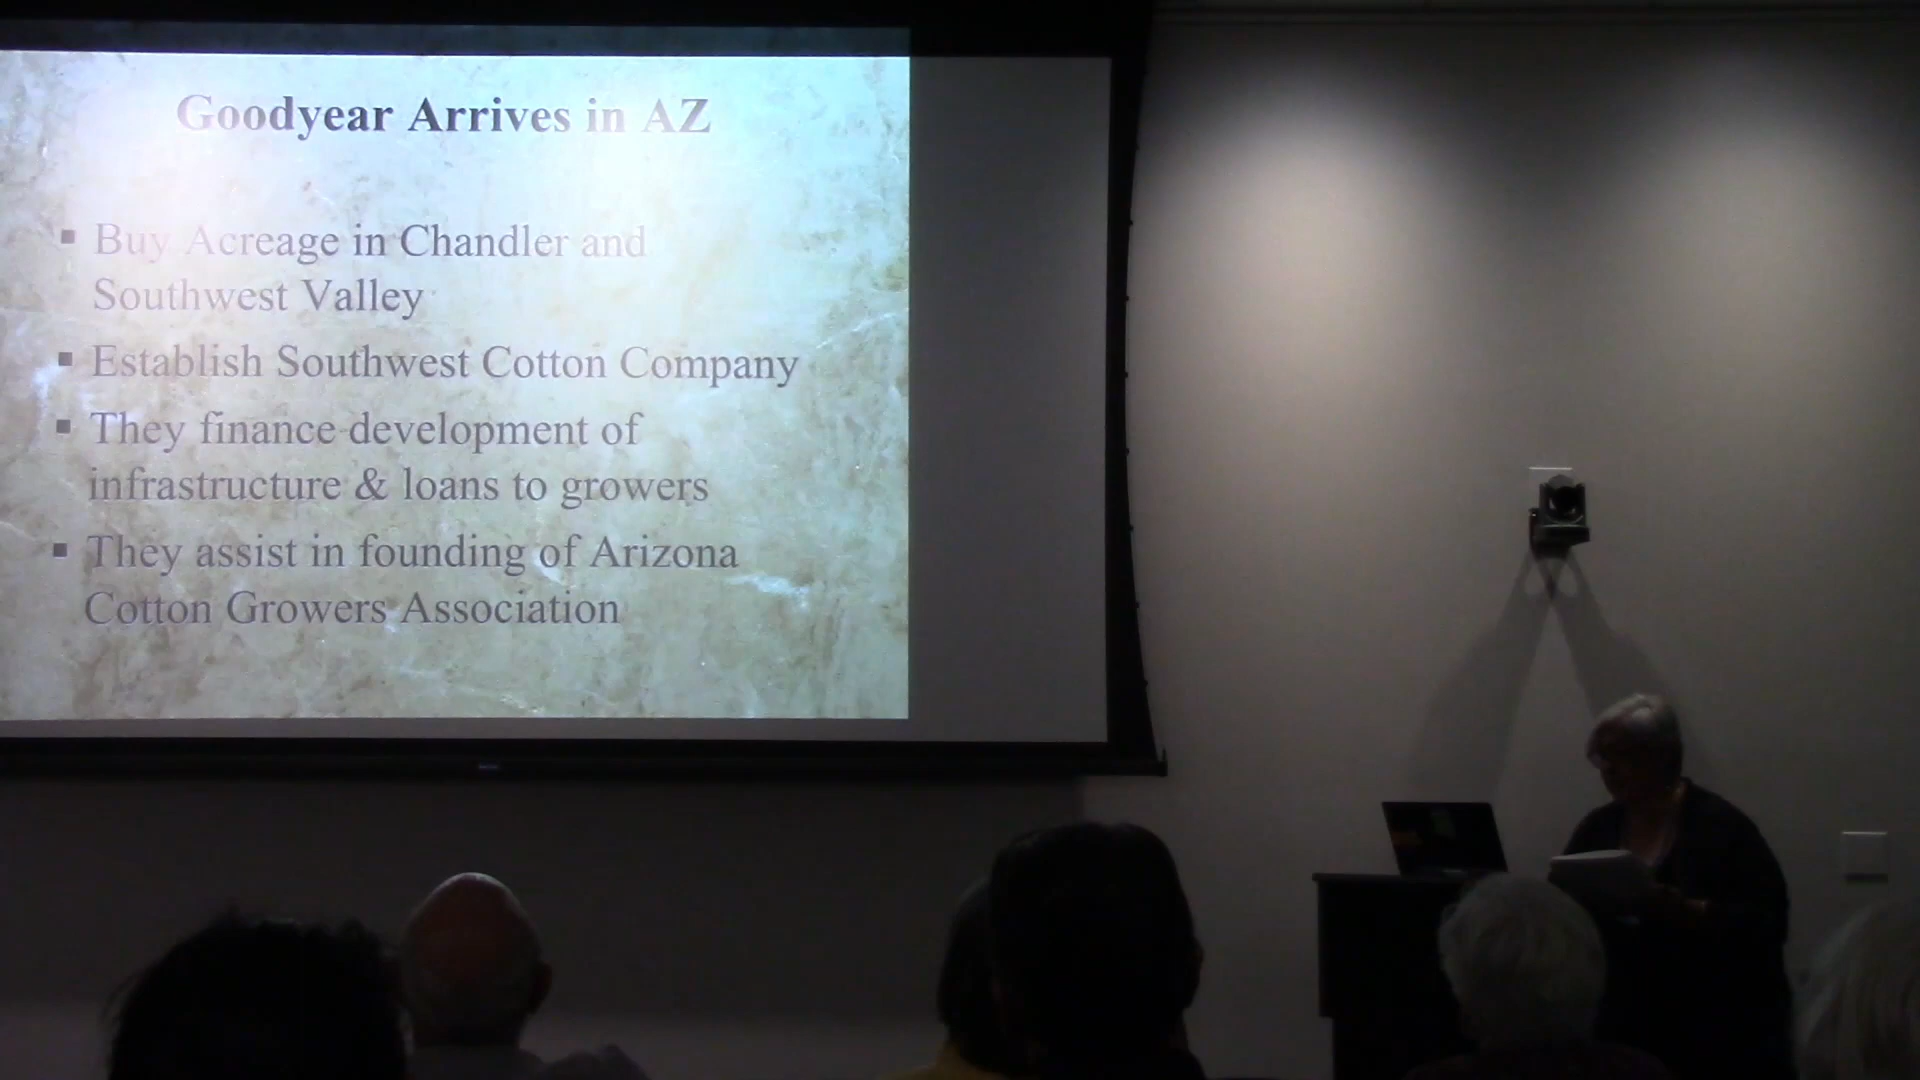 Goodyear Arrives in AZ
▪ Buy Acreage in Chandler and
Southwest Valley
▪ Establish Southwest Cotton Company
▪ They finance development of
infrastructure & loans to growers
▪ They assist in founding of Arizona
Cotton Growers Association